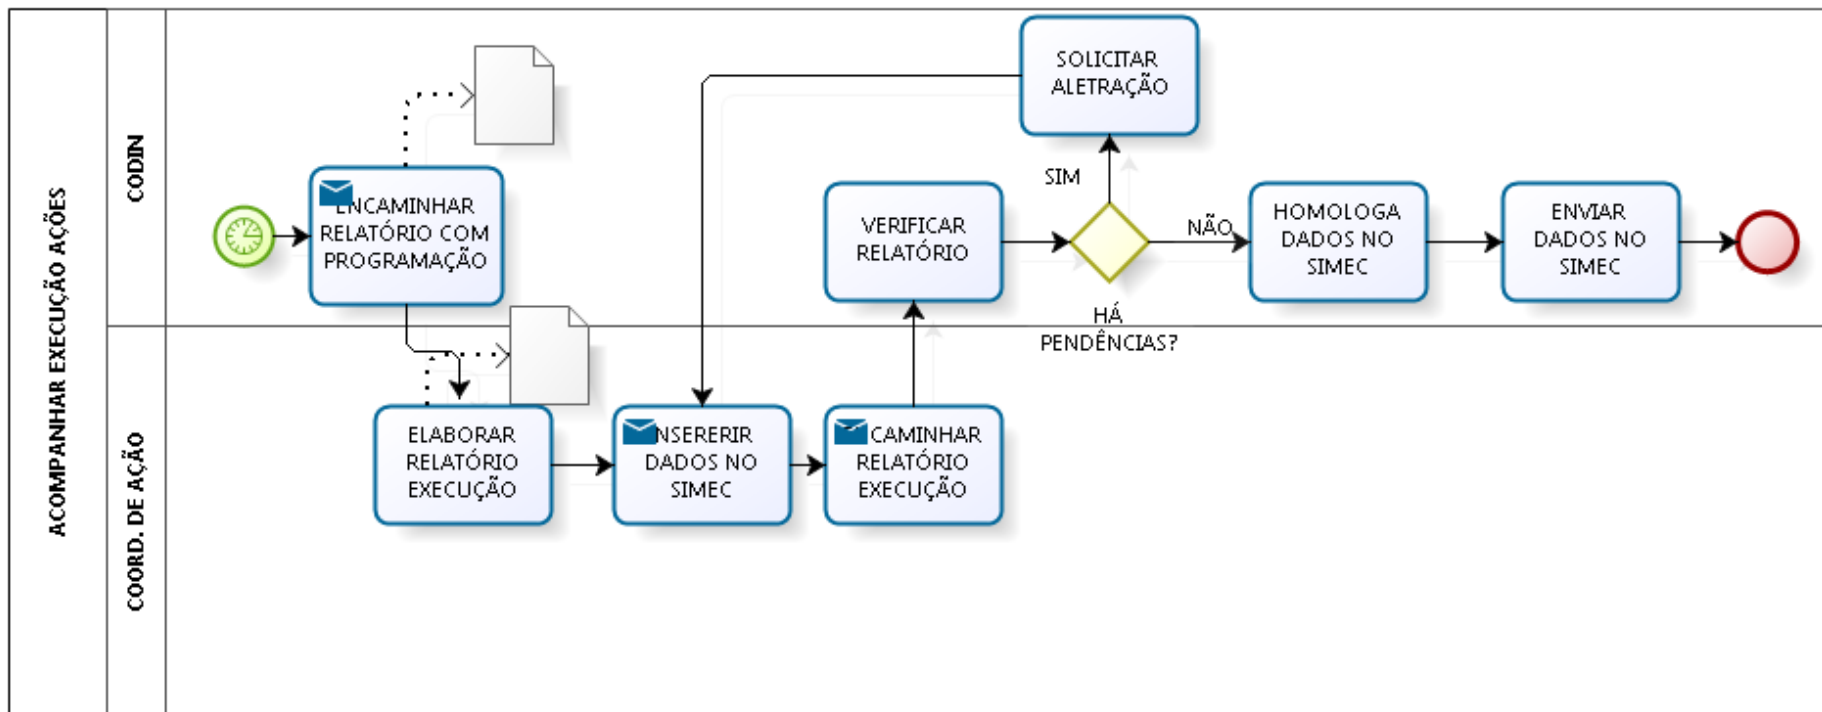 ACOMPANHAR EXECUÇÃO AÇÕES
CODIN
ENCAMINHAR
RELATÓRIO COM
PROGRAMAÇÃO
SOLICITAR
ALETRAÇÃO
SIM
VERIFICAR
RELATÓRIO
HÁ
PENDÊNCIAS?
NÃO
HOMOLOGA
DADOS NO
SIMEC
ENVIAR
DADOS NO
SIMEC
COORD. DE AÇÃO
ELABORAR
RELATÓRIO
EXECUÇÃO
NSERERIR
DADOS NO
SIMEC
CAMINHAR
RELATÓRIO
EXECUÇÃO